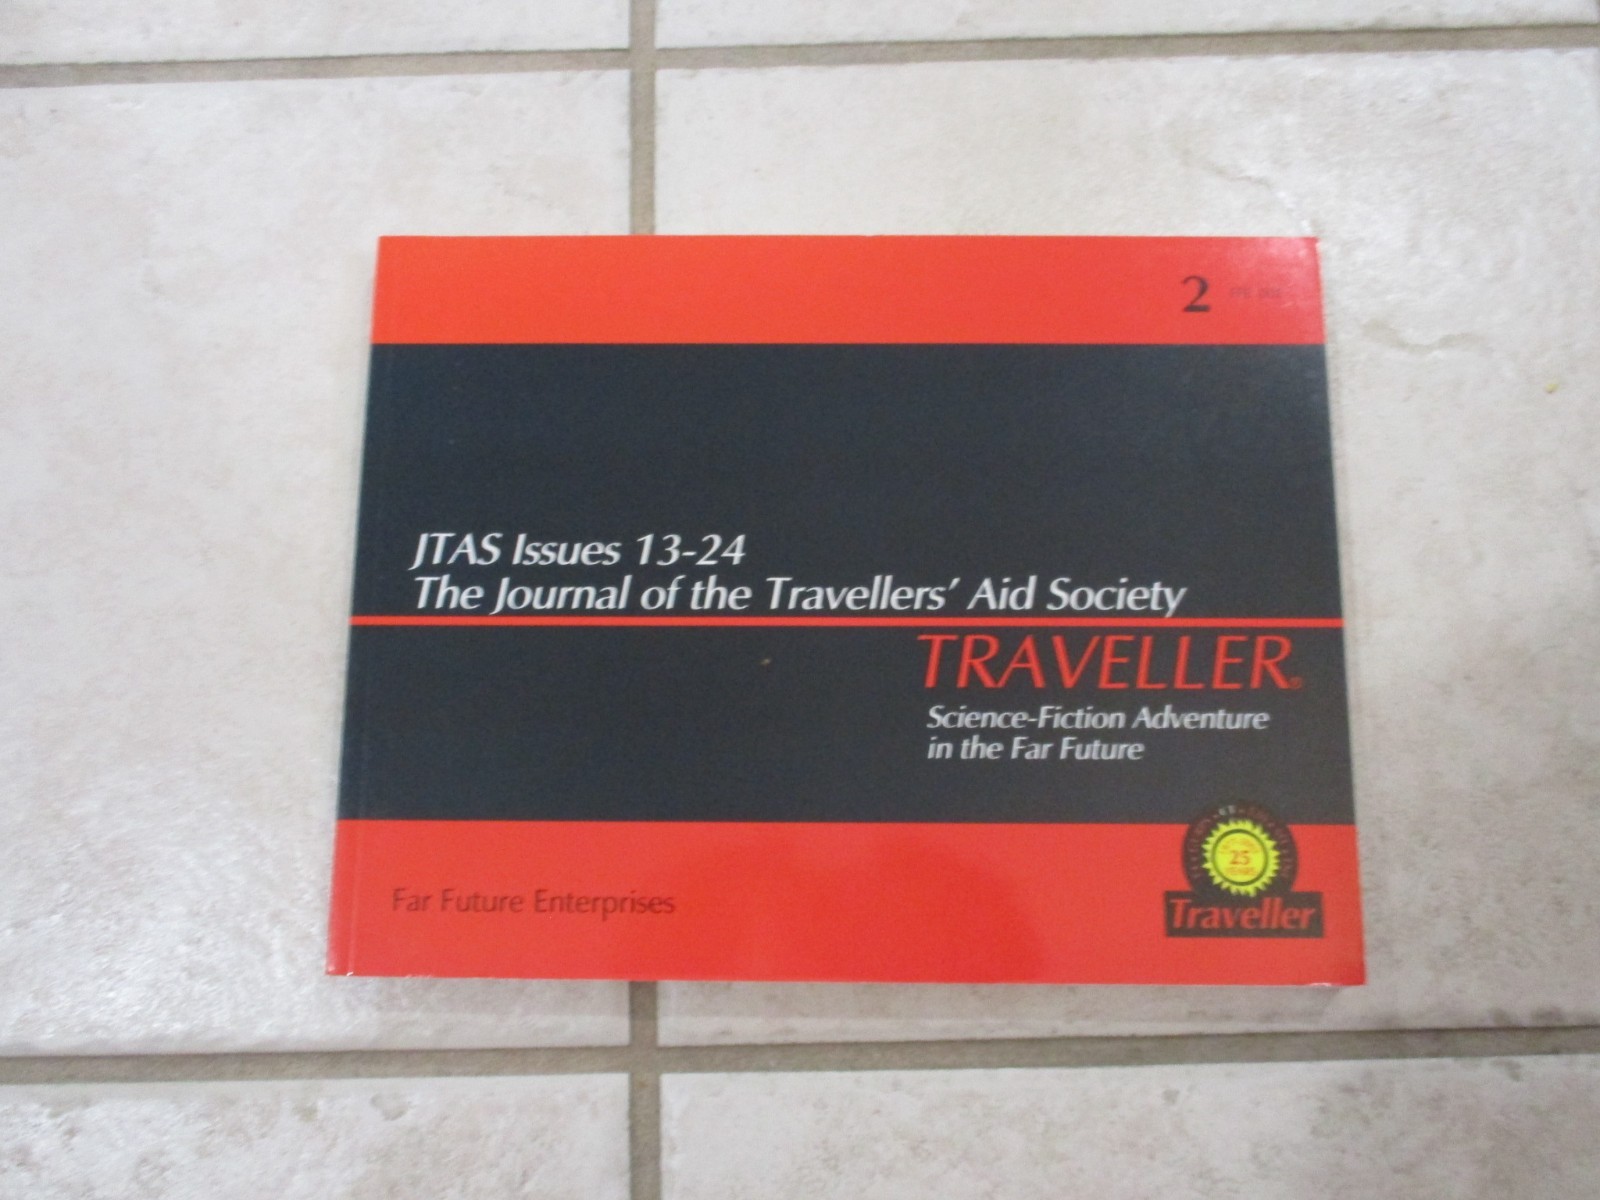 2
JTAS Issues 13-24
The Journal of the Travellers' Aid Society
TRAVELLER®
Science-Fiction Adventure
in the Far Future
25
Traveller
Far Future Enterprises